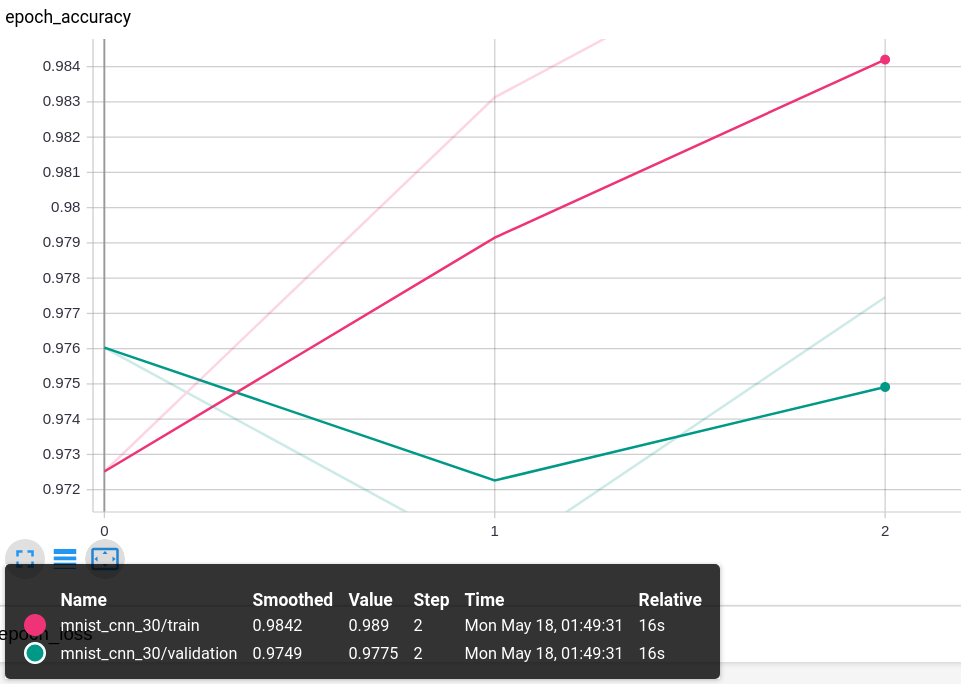 epoch_accuracy
0.984
0.983
0.982
0.981
0.98
0.979
0.978
0.977
0.976
0.975
0.974
0.973
0.972
0 1 2
Name Smoothed Value Step Time Relative
mnist_cnn_30/train 0.9842 0.989 2 Mon May 18, 01:49:31 16s
epoch_loss
mnist_cnn_30/validation 0.9749 0.9775 2 Mon May 18, 01:49:31 16s